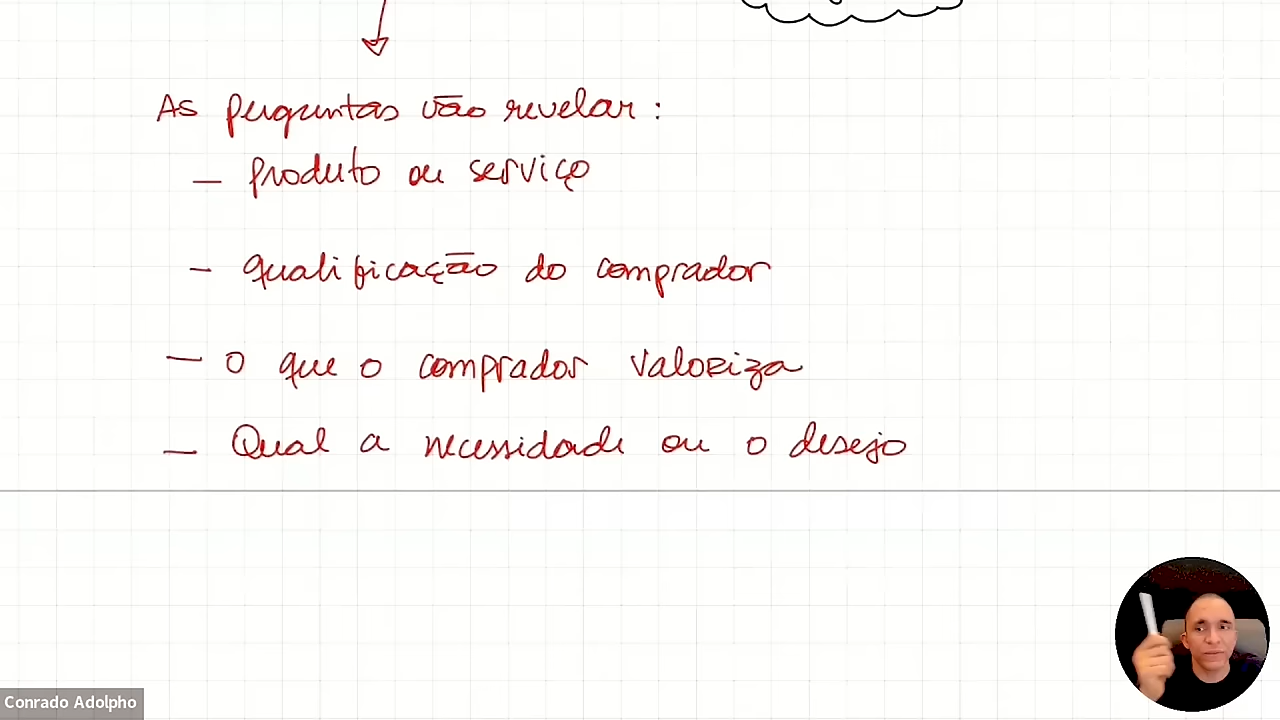 As perguntas vão revelar:
— produto ou serviço
- qualificação do comprador
— o que o comprador valoriza
— Qual a necessidade ou o desejo
Conrado Adolpho